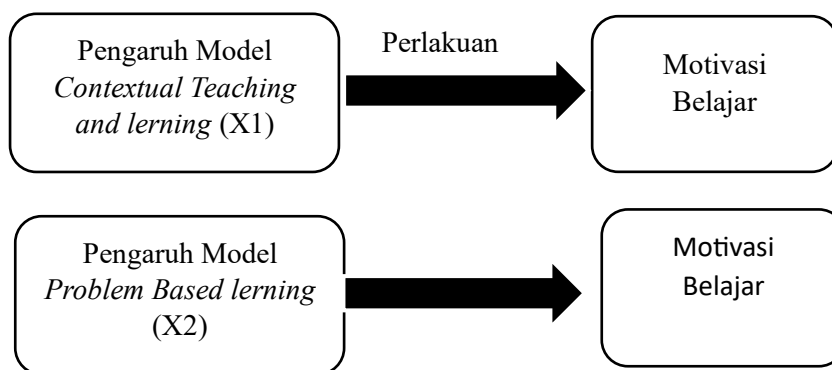 Pengaruh Model
Contextual Teaching
and lerning (X1)
Perlakuan
Motivasi
Belajar
Pengaruh Model
Problem Based lerning
(X2)
Motivasi
Belajar